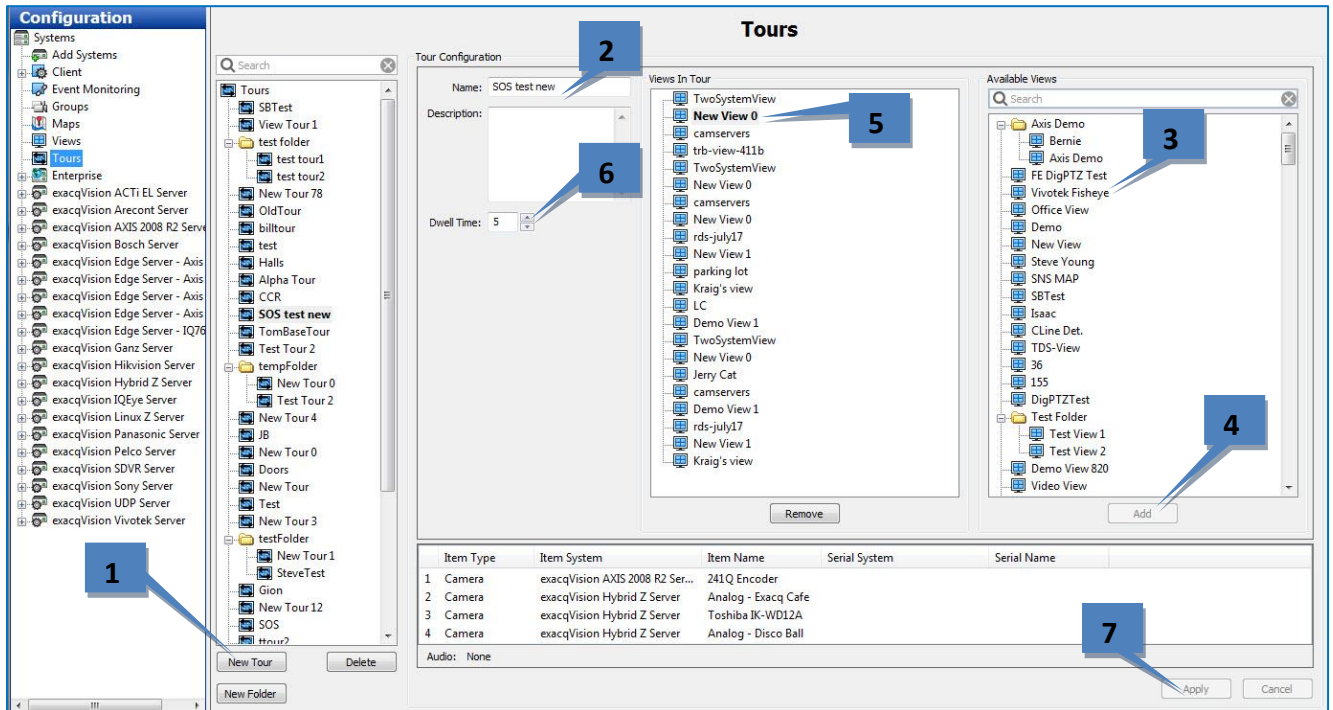 Configuration
Systems
Add Systems
Client
Event Monitoring
Groups
Maps
Views
Tours
Enterprise
exacqVision ACTi EL Server
exacqVision Arecont Server
exacqVision AXIS 2008 R2 Serve
exacqVision Bosch Server
exacqVision Edge Server - Axis
exacqVision Edge Server - Axis
exacqVision Edge Server - Axis
exacqVision Edge Server - Axis
exacqVision Edge Server - IQ76
exacqVision Ganz Server
exacqVision Hikvision Server
exacqVision Hybrid Z Server
exacqVision IQEye Server
exacqVision Linux Z Server
exacqVision Panasonic Server
exacqVision Pelco Server
exacqVision SDVR Server
exacqVision Sony Server
exacqVision UDP Server
exacqVision Vivotek Server
1
Tours
Search
Tours
SBTest
View Tour 1
test folder
test tour1
test tour2
New Tour 78
OldTour
billtour
test
Halls
Alpha Tour
CCR
SOS test new
TomBaseTour
Test Tour 2
tempFolder
New Tour 0
Test Tour 2
New Tour 4
JB
New Tour 0
Doors
New Tour
Test
New Tour 3
testFolder
New Tour 1
SteveTest
Gion
New Tour 12
SOS
ttour2
New Tour
Delete
New Folder
Tour Configuration
2
Name: SOS test new
Description:
6
Dwell Time: 5
Views In Tour
TwoSystemView
New View 0
camservers
trb-view-411b
TwoSystemView
New View 0
camservers
New View 0
rds-july17
New View 1
parking lot
Kraig's view
LC
Demo View 1
TwoSystemView
New View 0
Jerry Cat
camservers
Demo View 1
rds-july17
New View 1
Kraig's view
5
Remove
Available Views
Search
Axis Demo
Bernie
Axis Demo
FE DigPTZ Test
Vivotek Fisheye
Office View
Demo
New View
Steve Young
SNS MAP
SBTest
Isaac
CLine Det.
TDS-View
36
155
DigPTZTest
Test Folder
Test View 1
Test View 2
Demo View 820
Video View
3
4
Add
Item Type Item System Item Name Serial System Serial Name
1 Camera exacqVision AXIS 2008 R2 Ser... 241Q Encoder
2 Camera exacqVision Hybrid Z Server Analog - Exacq Cafe
3 Camera exacqVision Hybrid Z Server Toshiba IK-WD12A
4 Camera exacqVision Hybrid Z Server Analog - Disco Ball
Audio: None
7
Apply
Cancel